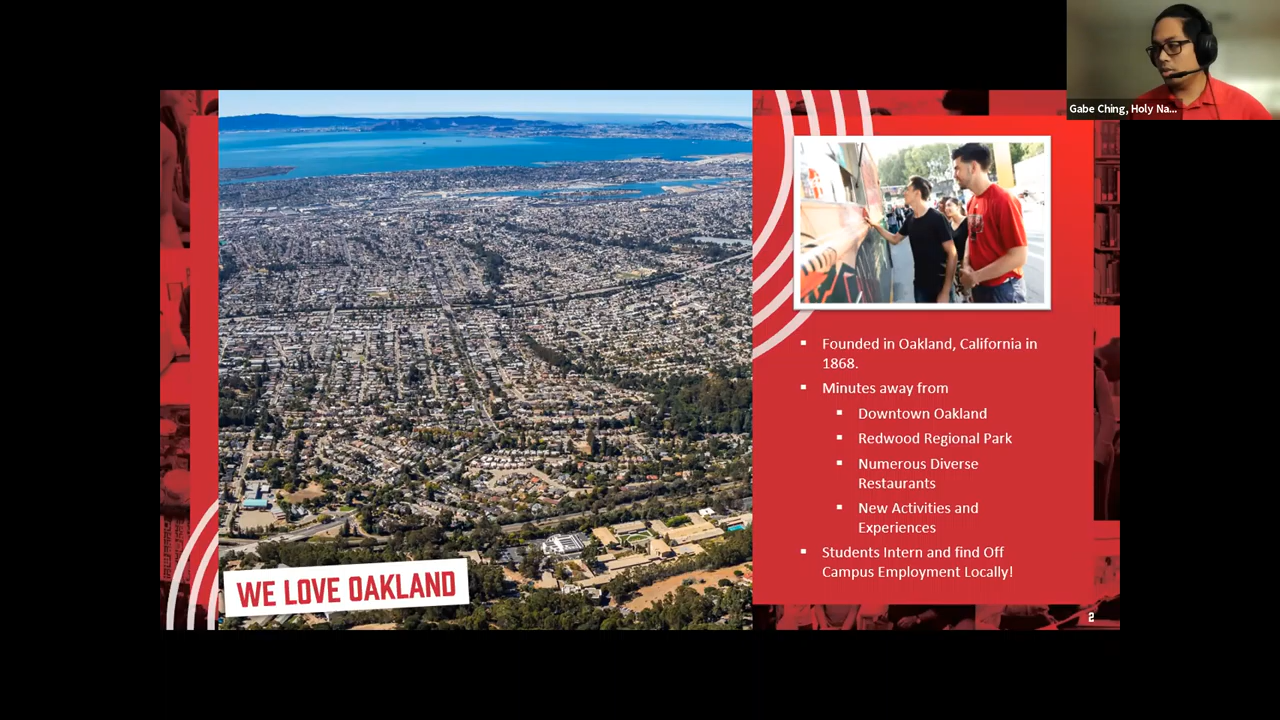 Gabe Ching, Holy Na...
Founded in Oakland, California in
1868.
Minutes away from
Downtown Oakland
Redwood Regional Park
Numerous Diverse
Restaurants
New Activities and
Experiences
Students Intern and find Off
Campus Employment Locally!
WE LOVE OAKLAND
2